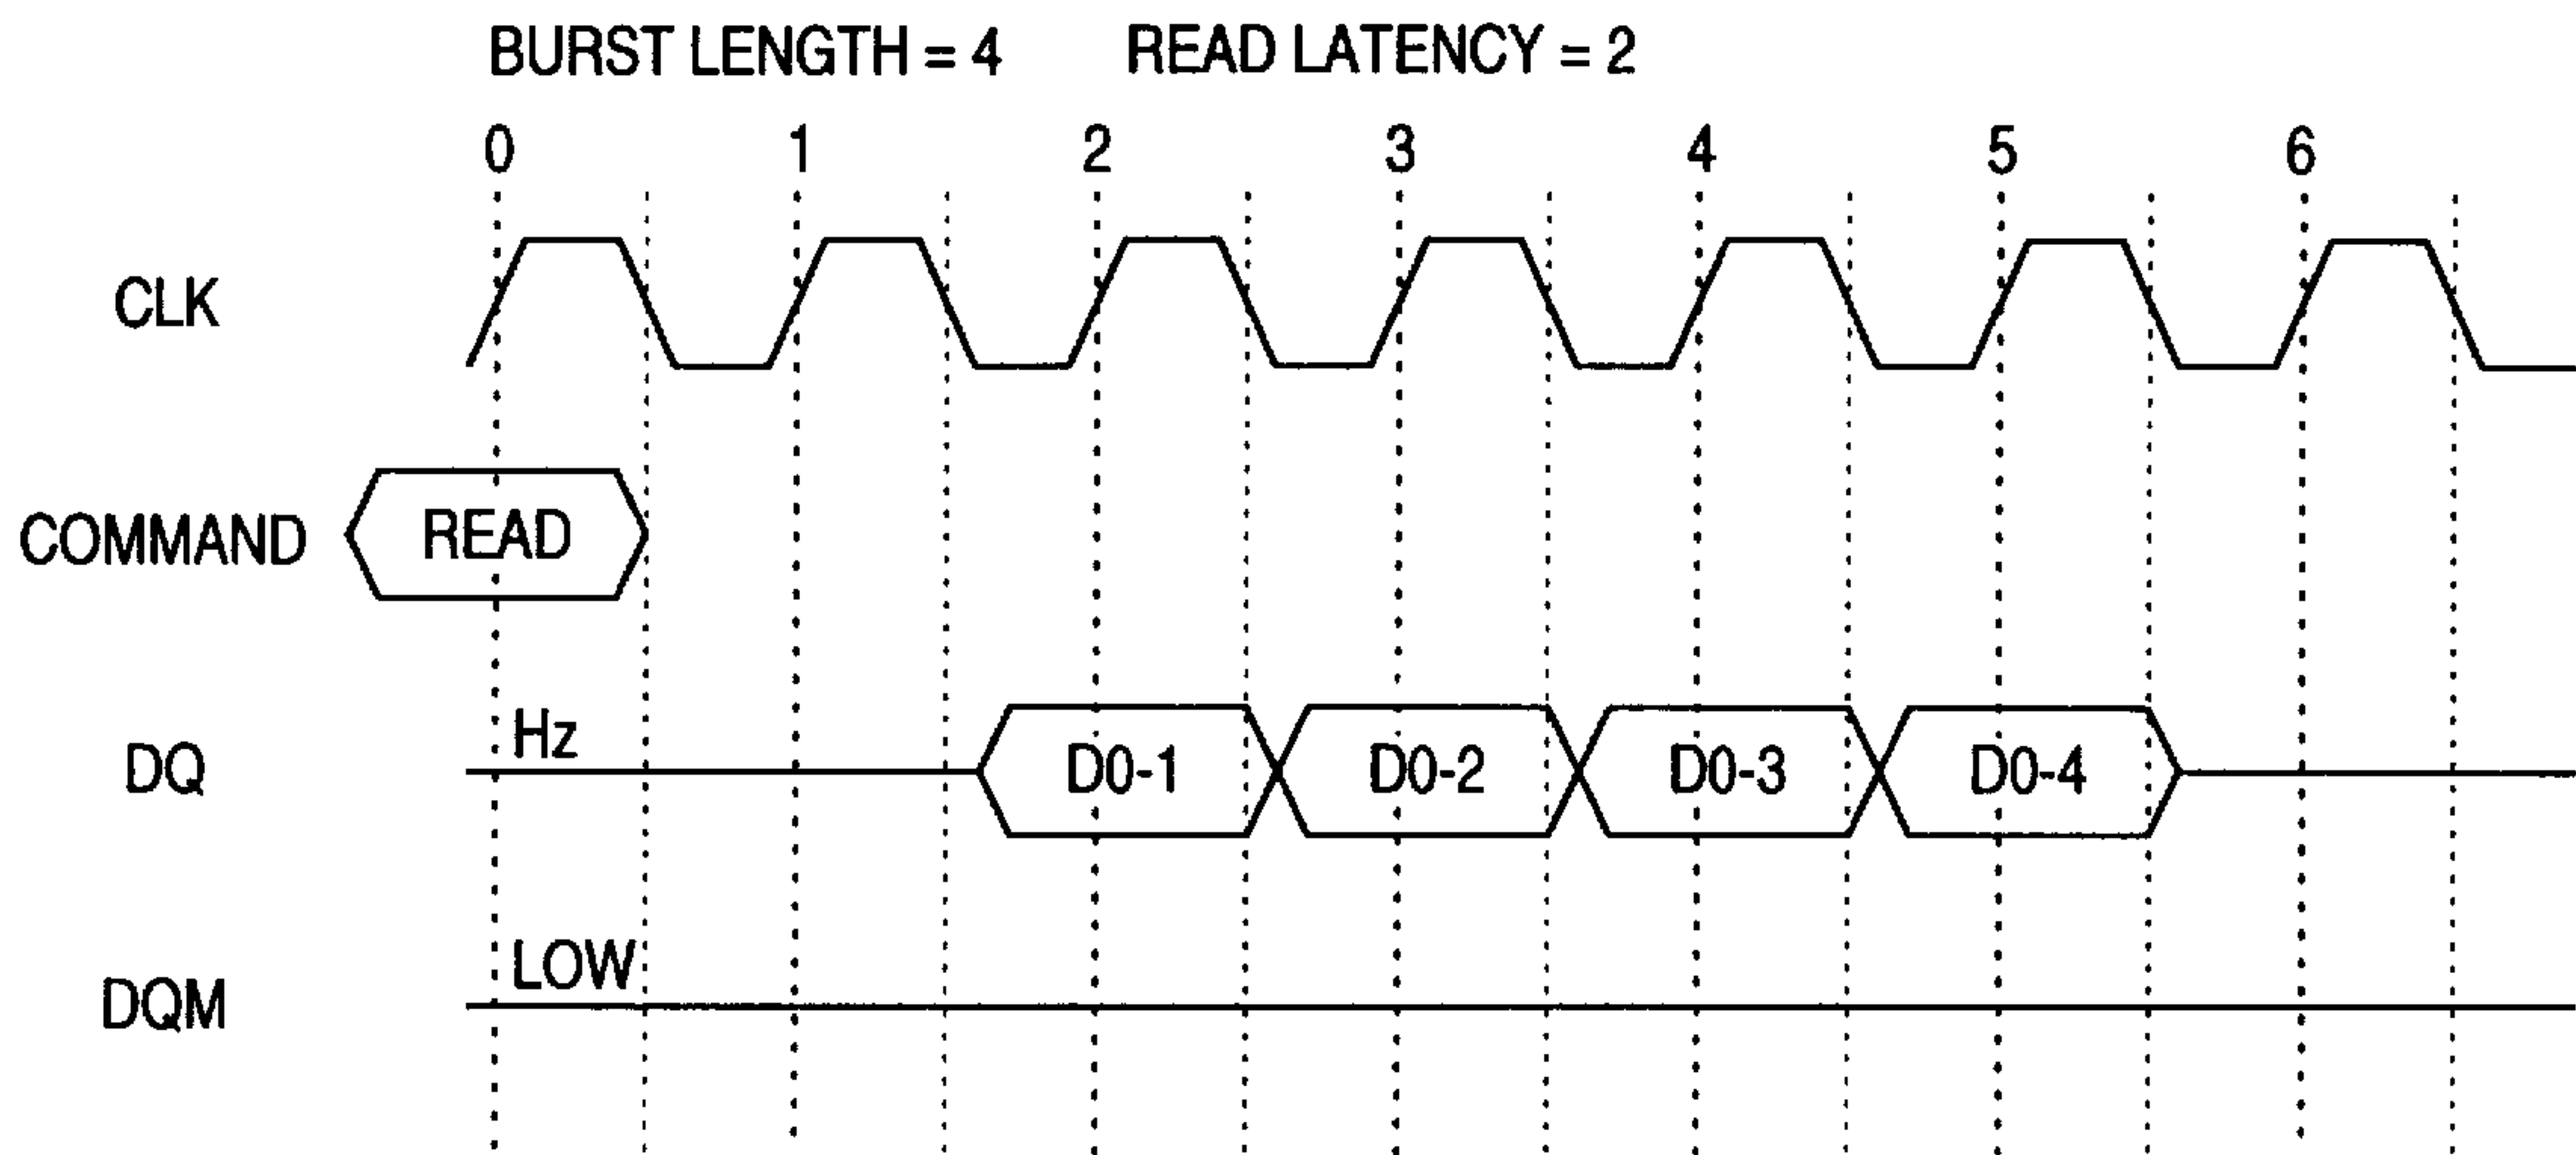 BURST LENGTH = 4 READ LATENCY = 2
0 1 2 3 4 5 6
CLK
COMMAND READ
Hz
DQ D0-1 D0-2 D0-3 D0-4
LOW
DQM